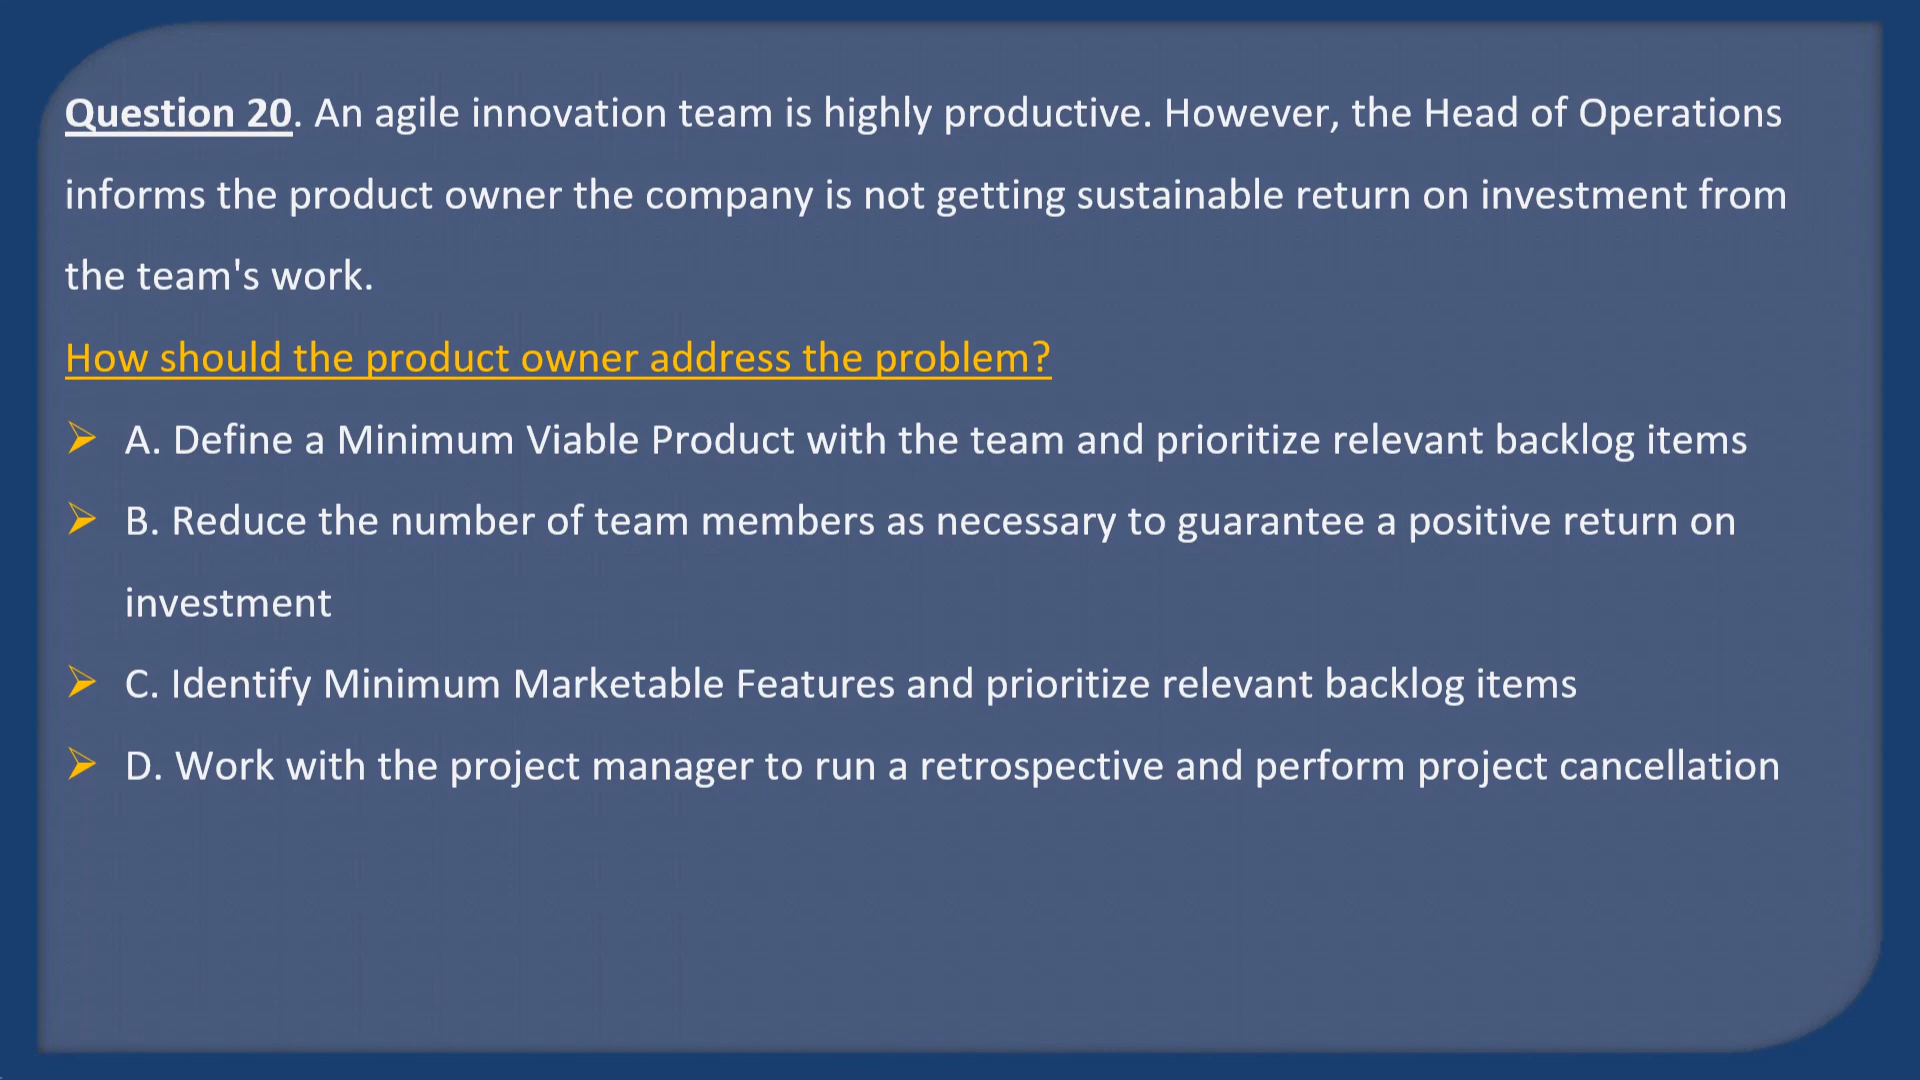 Question 20. An agile innovation team is highly productive. However, the Head of Operations
informs the product owner the company is not getting sustainable return on investment from
the team's work.
How should the product owner address the problem?
A. Define a Minimum Viable Product with the team and prioritize relevant backlog items
B. Reduce the number of team members as necessary to guarantee a positive return on
investment
C. Identify Minimum Marketable Features and prioritize relevant backlog items
D. Work with the project manager to run a retrospective and perform project cancellation